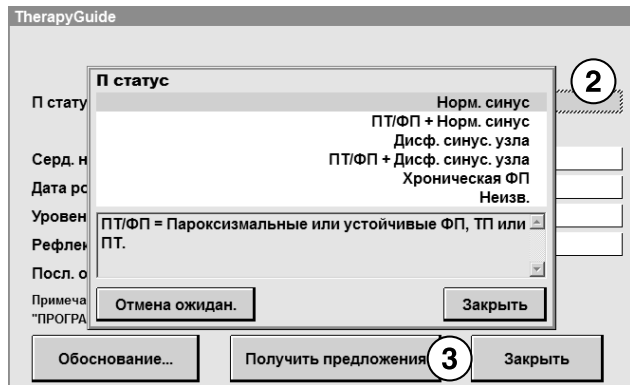 TherapyGuide
П статус
2
П стату
Норм. синус
ПТ/ФП + Норм. синус
Дисф. синус. узла
ПТ/ФП + Дисф. синус. узла
Хроническая ФП
Неизв.
Серд. н
Дата ро
Уровен
Рефлек
Посл. о
ПТ/ФП = Пароксизмальные или устойчивые ФП, ТП или
ПТ.
Примеча
"ПРОГРА
Отмена ожидан.
Закрыть
Обоснование...
Получить предложения
3
Закрыть